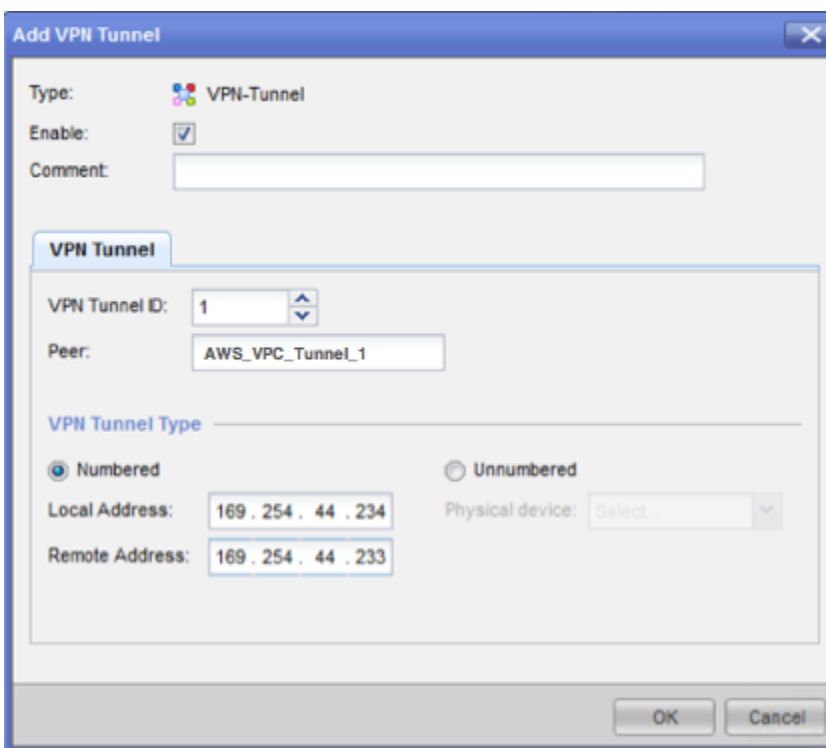 Add VPN Tunnel
Type: VPN-Tunnel
Enable:
Comment:
VPN Tunnel
VPN Tunnel ID: 1
Peer: AWS_VPC_Tunnel_1
VPN Tunnel Type
Numbered Unnumbered
Local Address: 169 . 254 . 44 . 234 Physical device: Select...
Remote Address: 169 . 254 . 44 . 233
OK Cancel